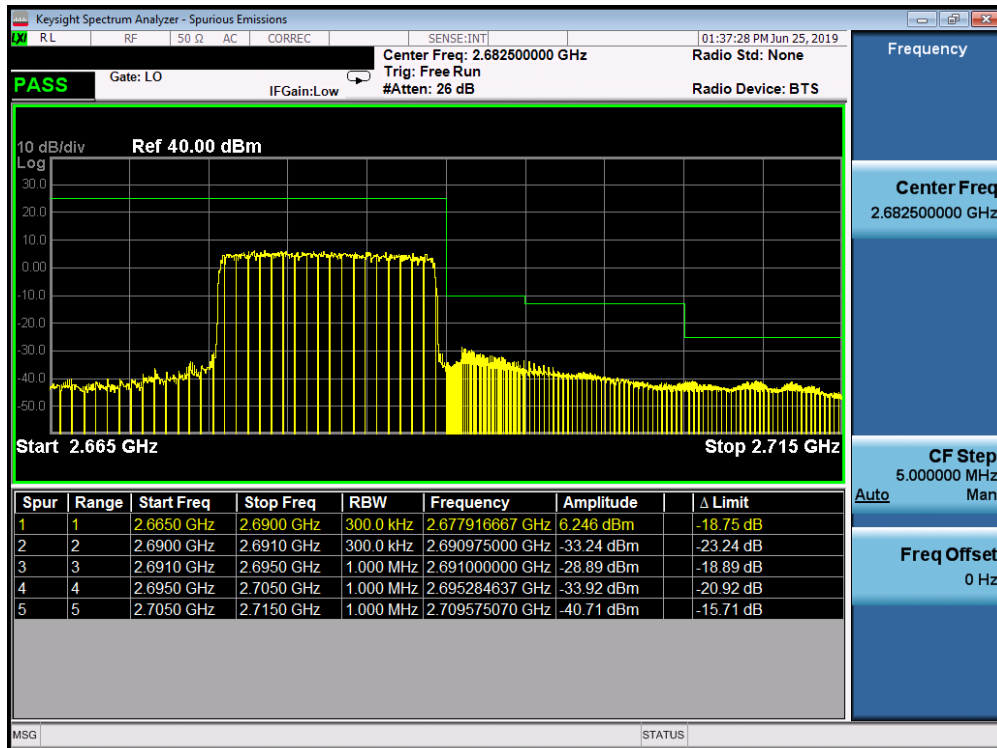 Keysight Spectrum Analyzer - Spurious Emissions
LXI RL RF 50 Ω AC CORREC SENSE:INT 01:37:28 PM Jun 25, 2019
Center Freq: 2.682500000 GHz Radio Std: None
PASS Gate: LO Trig: Free Run
IFGain:Low #Atten: 26 dB Radio Device: BTS
10 dB/div Ref 40.00 dBm
Log
30.0
20.0
10.0
0.00
-10.0
-20.0
-30.0
-40.0
-50.0
Start 2.665 GHz Stop 2.715 GHz
Spur Range Start Freq Stop Freq RBW Frequency Amplitude Δ Limit
1 1 2.6650 GHz 2.6900 GHz 300.0 kHz 2.677916667 GHz 6.246 dBm -18.75 dB
2 2 2.6900 GHz 2.6910 GHz 300.0 kHz 2.690975000 GHz -33.24 dBm -23.24 dB
3 3 2.6910 GHz 2.6950 GHz 1.000 MHz 2.691000000 GHz -28.89 dBm -18.89 dB
4 4 2.6950 GHz 2.7050 GHz 1.000 MHz 2.695284637 GHz -33.92 dBm -20.92 dB
5 5 2.7050 GHz 2.7150 GHz 1.000 MHz 2.709575070 GHz -40.71 dBm -15.71 dB
MSG STATUS
Frequency
Center Freq
2.682500000 GHz
CF Step
5.000000 MHz
Auto Man
Freq Offset
0 Hz